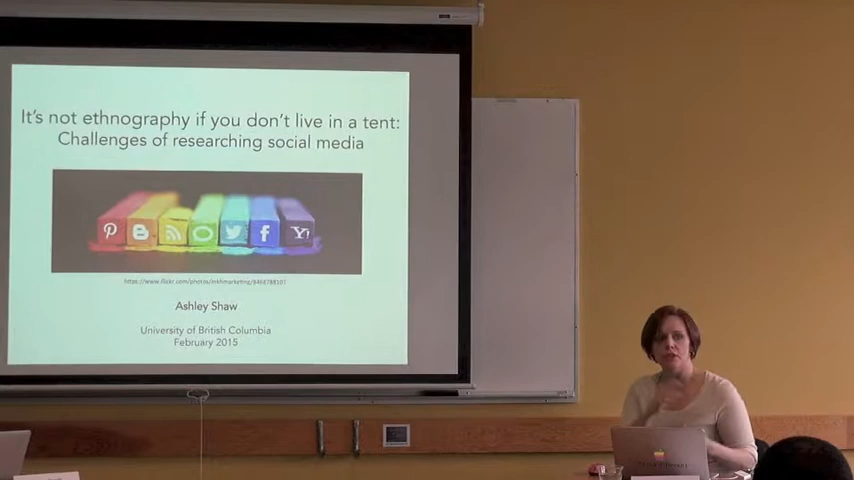 It's not ethnography if you don't live in a tent:
Challenges of researching social media
Ashley Shaw
University of British Columbia
February 2015